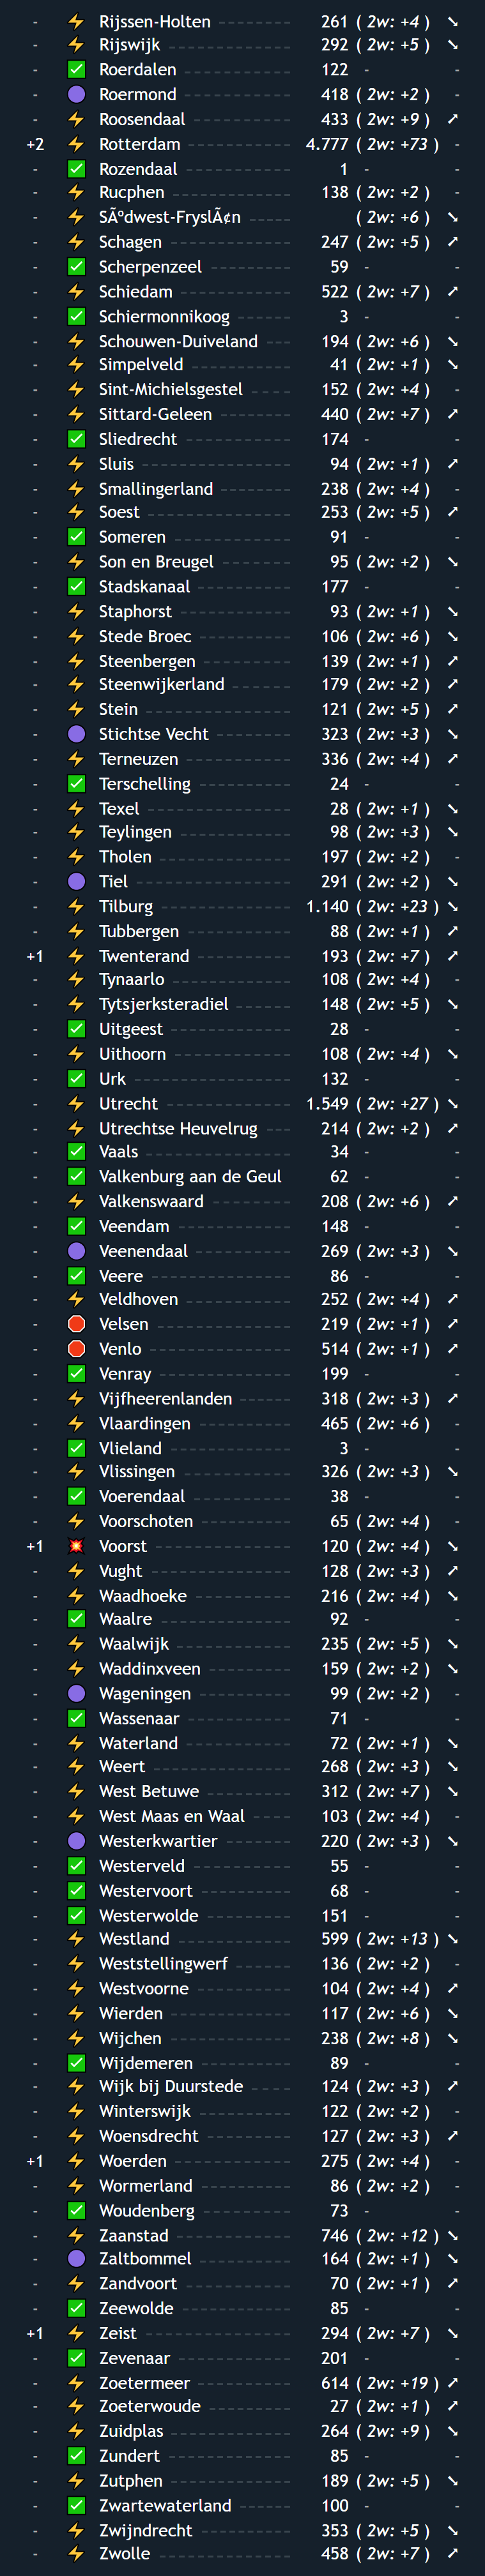 - ⚡ Rijssen-Holten 261 ( 2w: +4 ) ↘
- ⚡ Rijswijk 292 ( 2w: +5 ) ↘
- ✅ Roerdalen 122 - -
- 🟣 Roermond 418 ( 2w: +2 ) -
- ⚡ Roosendaal 433 ( 2w: +9 ) ↗
+2 ⚡ Rotterdam 4.777 ( 2w: +73 ) -
- ✅ Rozendaal 1 - -
- ⚡ Rucphen 138 ( 2w: +2 ) -
- ⚡ SÃºdwest-FryslÃ¢n ( 2w: +6 ) ↘
- ⚡ Schagen 247 ( 2w: +5 ) ↗
- ✅ Scherpenzeel 59 - -
- ⚡ Schiedam 522 ( 2w: +7 ) ↗
- ✅ Schiermonnikoog 3 - -
- ⚡ Schouwen-Duiveland 194 ( 2w: +6 ) ↘
- ⚡ Simpelveld 41 ( 2w: +1 ) ↘
- ⚡ Sint-Michielsgestel 152 ( 2w: +4 ) -
- ⚡ Sittard-Geleen 440 ( 2w: +7 ) ↗
- ✅ Sliedrecht 174 - -
- ⚡ Sluis 94 ( 2w: +1 ) ↗
- ⚡ Smallingerland 238 ( 2w: +4 ) -
- ⚡ Soest 253 ( 2w: +5 ) ↗
- ✅ Someren 91 - -
- ⚡ Son en Breugel 95 ( 2w: +2 ) ↘
- ✅ Stadskanaal 177 - -
- ⚡ Staphorst 93 ( 2w: +1 ) ↘
- ⚡ Stede Broec 106 ( 2w: +6 ) ↘
- ⚡ Steenbergen 139 ( 2w: +1 ) ↗
- ⚡ Steenwijkerland 179 ( 2w: +2 ) ↗
- ⚡ Stein 121 ( 2w: +5 ) ↗
- 🟣 Stichtse Vecht 323 ( 2w: +3 ) ↘
- ⚡ Terneuzen 336 ( 2w: +4 ) ↗
- ✅ Terschelling 24 - -
- ⚡ Texel 28 ( 2w: +1 ) ↘
- ⚡ Teylingen 98 ( 2w: +3 ) ↘
- ⚡ Tholen 197 ( 2w: +2 ) -
- 🟣 Tiel 291 ( 2w: +2 ) ↘
- ⚡ Tilburg 1.140 ( 2w: +23 ) ↘
- ⚡ Tubbergen 88 ( 2w: +1 ) ↗
+1 ⚡ Twenterand 193 ( 2w: +7 ) ↗
- ⚡ Tynaarlo 108 ( 2w: +4 ) -
- ⚡ Tytsjerksteradiel 148 ( 2w: +5 ) ↘
- ✅ Uitgeest 28 - -
- ⚡ Uithoorn 108 ( 2w: +4 ) ↘
- ✅ Urk 132 - -
- ⚡ Utrecht 1.549 ( 2w: +27 ) ↘
- ⚡ Utrechtse Heuvelrug 214 ( 2w: +2 ) ↗
- ✅ Vaals 34 - -
- ✅ Valkenburg aan de Geul 62 - -
- ⚡ Valkenswaard 208 ( 2w: +6 ) ↗
- ✅ Veendam 148 - -
- 🟣 Veenendaal 269 ( 2w: +3 ) ↘
- ✅ Veere 86 - -
- ⚡ Veldhoven 252 ( 2w: +4 ) ↗
- 🛑 Velsen 219 ( 2w: +1 ) ↗
- 🛑 Venlo 514 ( 2w: +1 ) ↗
- ✅ Venray 199 - -
- ⚡ Vijfheerenlanden 318 ( 2w: +3 ) ↗
- ⚡ Vlaardingen 465 ( 2w: +6 ) -
- ✅ Vlieland 3 - -
- ⚡ Vlissingen 326 ( 2w: +3 ) ↘
- ✅ Voerendaal 38 - -
- ⚡ Voorschoten 65 ( 2w: +4 ) -
+1 💥 Voorst 120 ( 2w: +4 ) ↘
- ⚡ Vught 128 ( 2w: +3 ) ↗
- ⚡ Waadhoeke 216 ( 2w: +4 ) ↘
- ✅ Waalre 92 - -
- ⚡ Waalwijk 235 ( 2w: +5 ) ↘
- ⚡ Waddinxveen 159 ( 2w: +2 ) ↘
- 🟣 Wageningen 99 ( 2w: +2 ) -
- ✅ Wassenaar 71 - -
- ⚡ Waterland 72 ( 2w: +1 ) ↘
- ⚡ Weert 268 ( 2w: +3 ) ↘
- ⚡ West Betuwe 312 ( 2w: +7 ) ↘
- ⚡ West Maas en Waal 103 ( 2w: +4 ) -
- 🟣 Westerkwartier 220 ( 2w: +3 ) ↘
- ✅ Westerveld 55 - -
- ✅ Westervoort 68 - -
- ✅ Westerwolde 151 - -
- ⚡ Westland 599 ( 2w: +13 ) ↘
- ⚡ Weststellingwerf 136 ( 2w: +2 ) -
- ⚡ Westvoorne 104 ( 2w: +4 ) ↗
- ⚡ Wierden 117 ( 2w: +6 ) ↘
- ⚡ Wijchen 238 ( 2w: +8 ) ↘
- ✅ Wijdemeren 89 - -
- ⚡ Wijk bij Duurstede 124 ( 2w: +3 ) ↗
- ⚡ Winterswijk 122 ( 2w: +2 ) -
- ⚡ Woensdrecht 127 ( 2w: +3 ) ↗
+1 ⚡ Woerden 275 ( 2w: +4 ) -
- ⚡ Wormerland 86 ( 2w: +2 ) -
- ✅ Woudenberg 73 - -
- ⚡ Zaanstad 746 ( 2w: +12 ) ↘
- 🟣 Zaltbommel 164 ( 2w: +1 ) ↘
- ⚡ Zandvoort 70 ( 2w: +1 ) ↗
- ✅ Zeewolde 85 - -
+1 ⚡ Zeist 294 ( 2w: +7 ) ↘
- ✅ Zevenaar 201 - -
- ⚡ Zoetermeer 614 ( 2w: +19 ) ↗
- ⚡ Zoeterwoude 27 ( 2w: +1 ) ↗
- ⚡ Zuidplas 264 ( 2w: +9 ) ↘
- ✅ Zundert 85 - -
- ⚡ Zutphen 189 ( 2w: +5 ) ↘
- ✅ Zwartewaterland 100 - -
- ⚡ Zwijndrecht 353 ( 2w: +5 ) ↘
- ⚡ Zwolle 458 ( 2w: +7 ) ↗